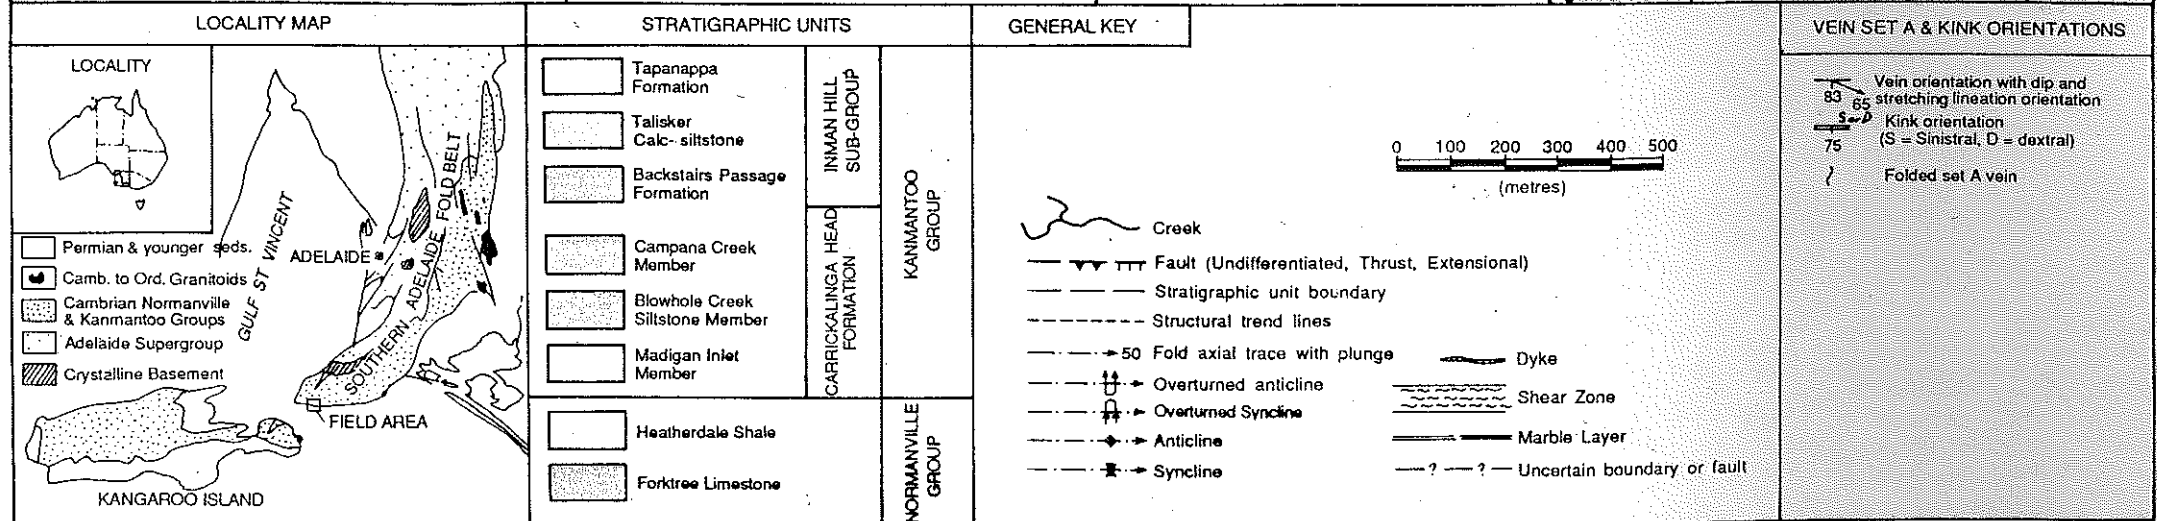 LOCALITY MAP
LOCALITY
GULF ST VINCENT
ADELAIDE
SOUTHERN ADELAIDE FOLD BELT
Permian & younger seds.
Camb. to Ord. Granitoids
Cambrian Normanville
& Kanmantoo Groups
Adelaide Supergroup
Crystalline Basement
FIELD AREA
KANGAROO ISLAND
STRATIGRAPHIC UNITS
Tapanappa
Formation
Talisker
Calc- siltstone
Backstairs Passage
Formation
Campana Creek
Member
Blowhole Creek
Siltstone Member
Madigan Inlet
Member
Heatherdale Shale
Forktree Limestone
INMAN HILL
SUB-GROUP
CARRICKALINGA HEAD
FORMATION
KANMANTOO
GROUP
NORMANVILLE
GROUP
GENERAL KEY
0 100 200 300 400 500
(metres)
Creek
Fault (Undifferentiated, Thrust, Extensional)
Stratigraphic unit boundary
Structural trend lines
50 Fold axial trace with plunge
Overturned anticline
Overturned Syncline
Anticline
Syncline
Dyke
Shear Zone
Marble Layer
? ? Uncertain boundary or fault
VEIN SET A & KINK ORIENTATIONS
Vein orientation with dip and
83 65 stretching lineation orientation
S or D Kink orientation
75 (S = Sinistral, D = dextral)
Folded set A vein